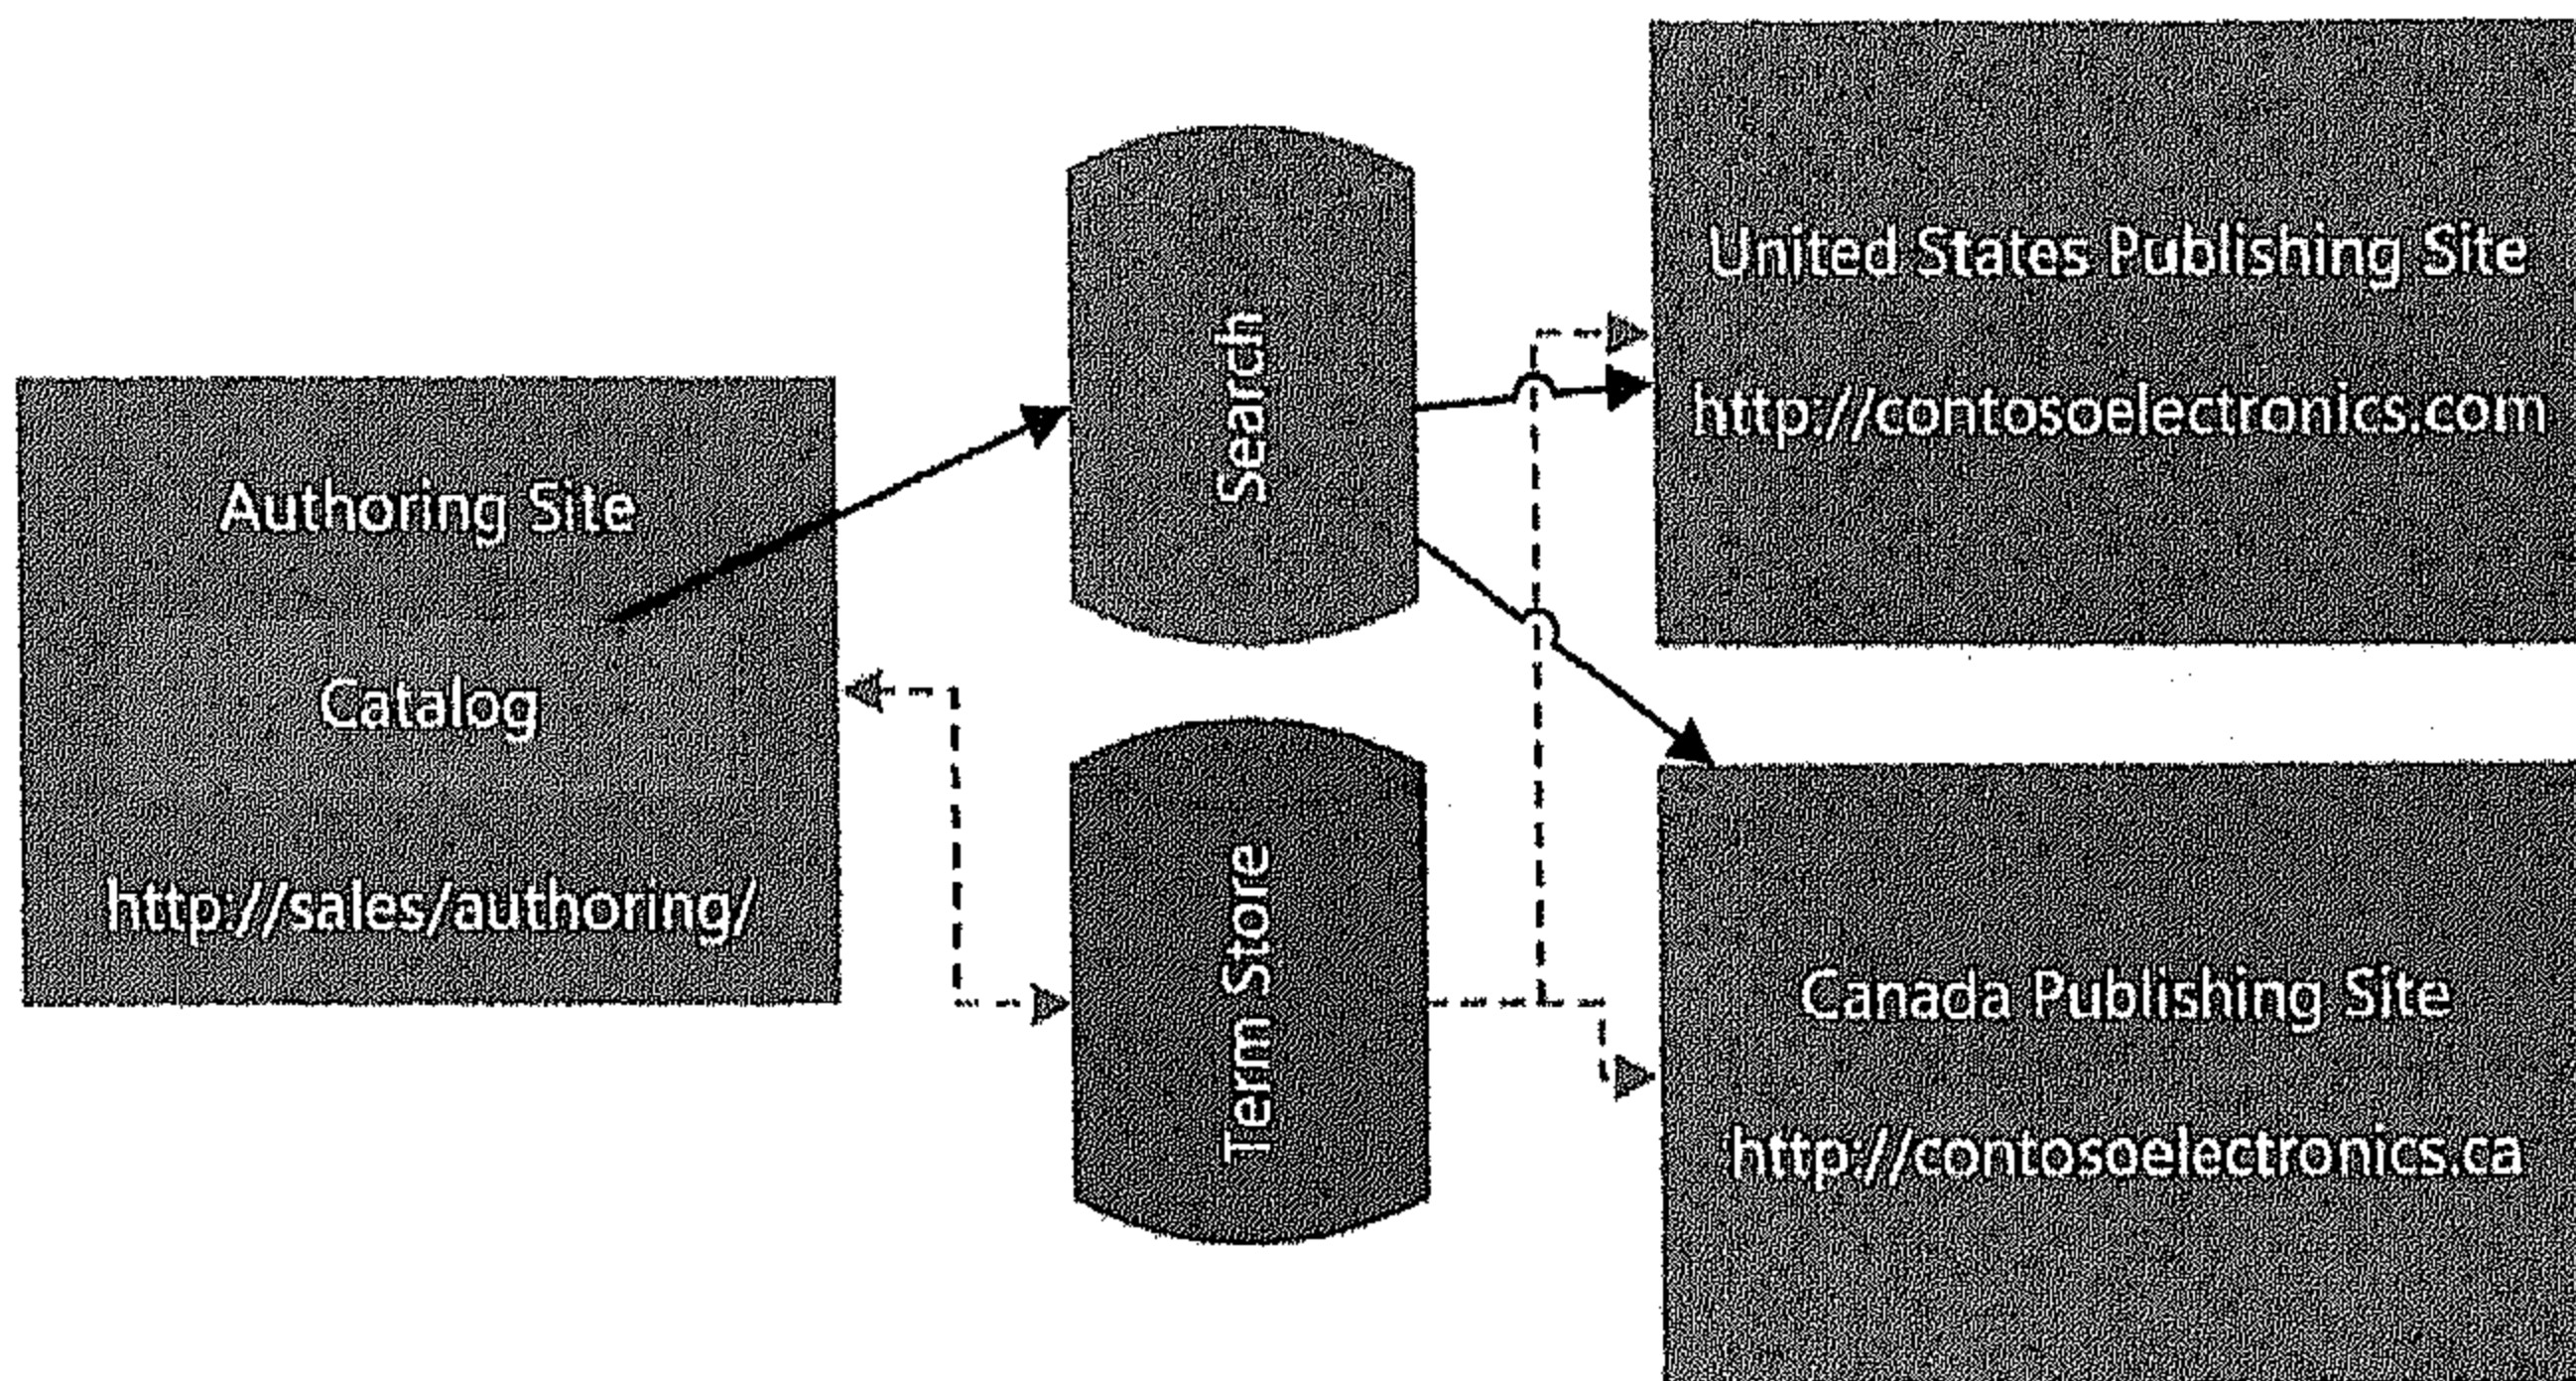 Authoring Site
Catalog
http://sales/authoring/
Search
Term Store
United States Publishing Site
http://contosoelectronics.com
Canada Publishing Site
http://contosoelectronics.ca